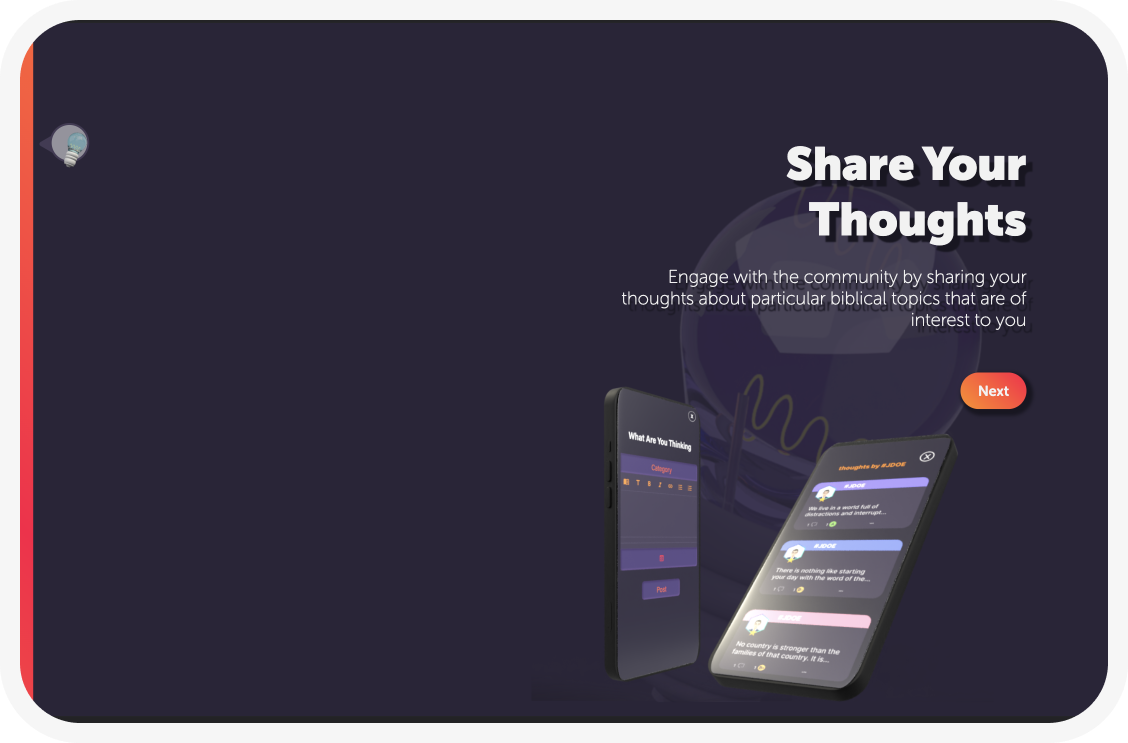 Share Your
Thoughts
Engage with the community by sharing your
thoughts about particular biblical topics that are of
interest to you
Next
What Are You Thinking
Category
Post
thoughts by #JDOE
#JDOE
We live in a world full of
distractions and interrupt...
#JDOE
There is nothing like starting
your day with the word of the...
#JDOE
No country is stronger than the
families of that country. It is...